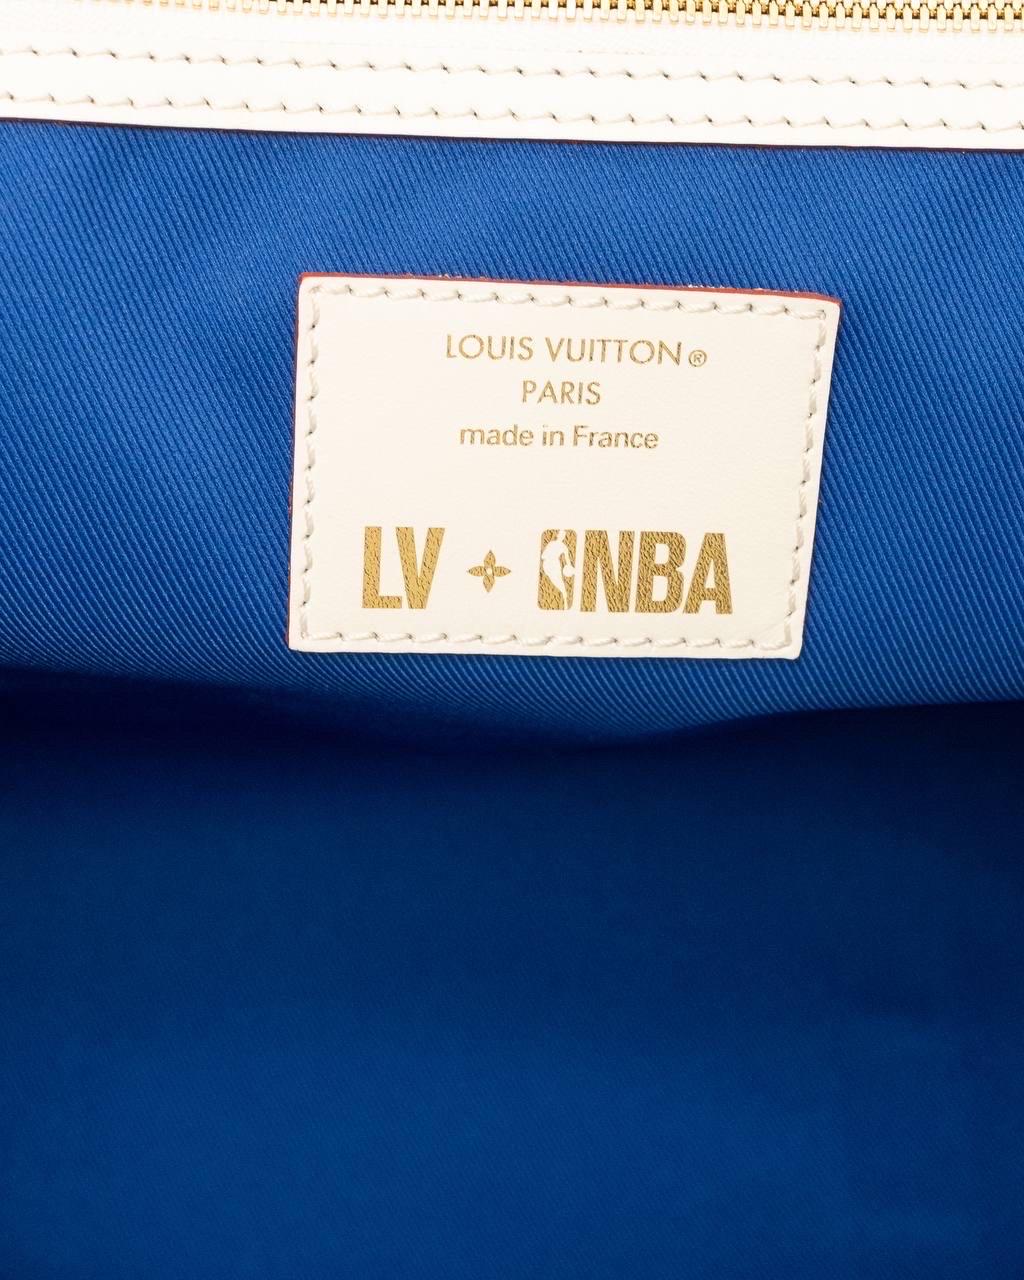 LOUIS VUITTON®
PARIS
made in France
LV + NBA